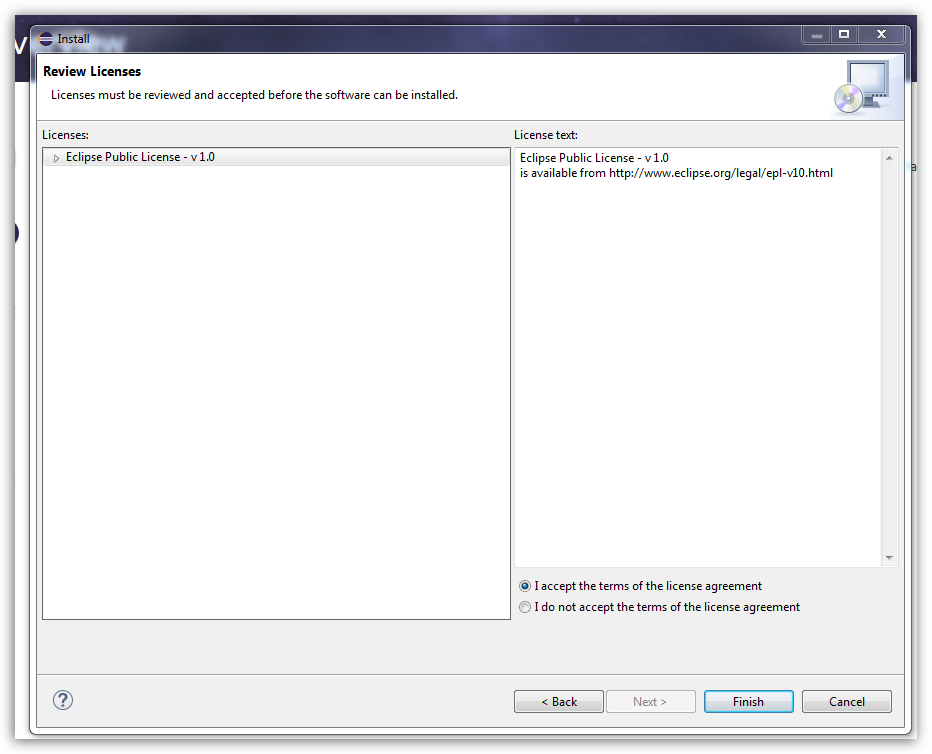 Install
Review Licenses
Licenses must be reviewed and accepted before the software can be installed.
Licenses:
Eclipse Public License - v 1.0
License text:
Eclipse Public License - v 1.0
is available from http://www.eclipse.org/legal/epl-v10.html
I accept the terms of the license agreement
I do not accept the terms of the license agreement
?
< Back
Next >
Finish
Cancel